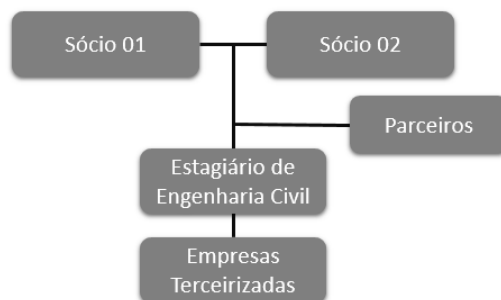 Sócio 01
Sócio 02
Parceiros
Estagiário de
Engenharia Civil
Empresas
Terceirizadas